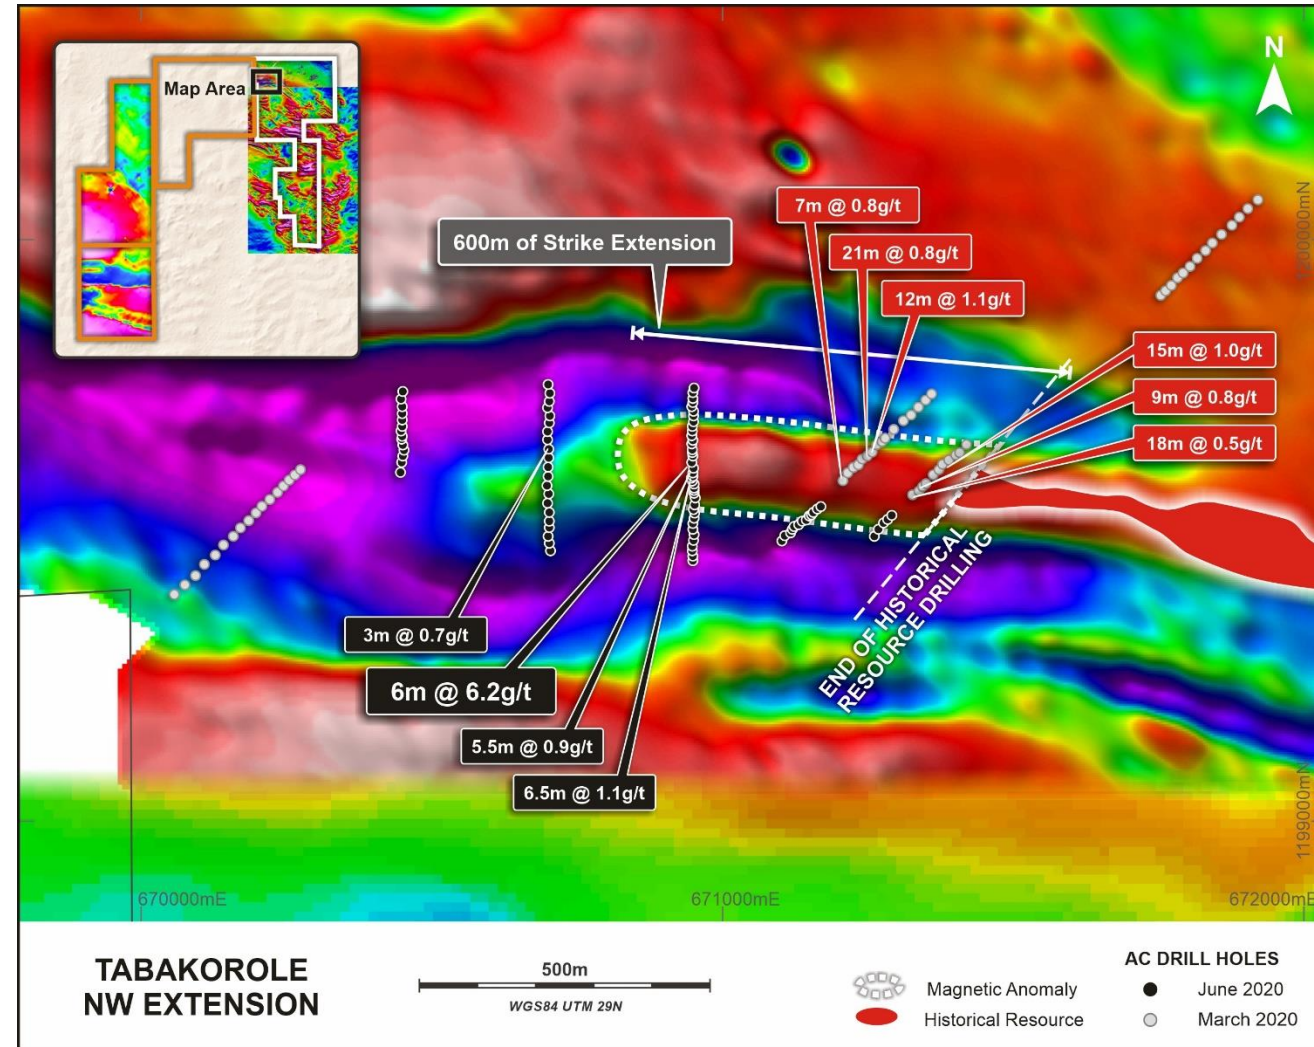 Map Area
N
7m @ 0.8g/t
600m of Strike Extension
21m @ 0.8g/t
12m @ 1.1g/t
15m @ 1.0g/t
9m @ 0.8g/t
18m @ 0.5g/t
END OF HISTORICAL
RESOURCE DRILLING
3m @ 0.7g/t
6m @ 6.2g/t
5.5m @ 0.9g/t
6.5m @ 1.1g/t
1199000mN
670000mE
671000mE
672000mE
TABAKOROLE
NW EXTENSION
500m
WGS84 UTM 29N
Magnetic Anomaly
Historical Resource
AC DRILL HOLES
June 2020
March 2020